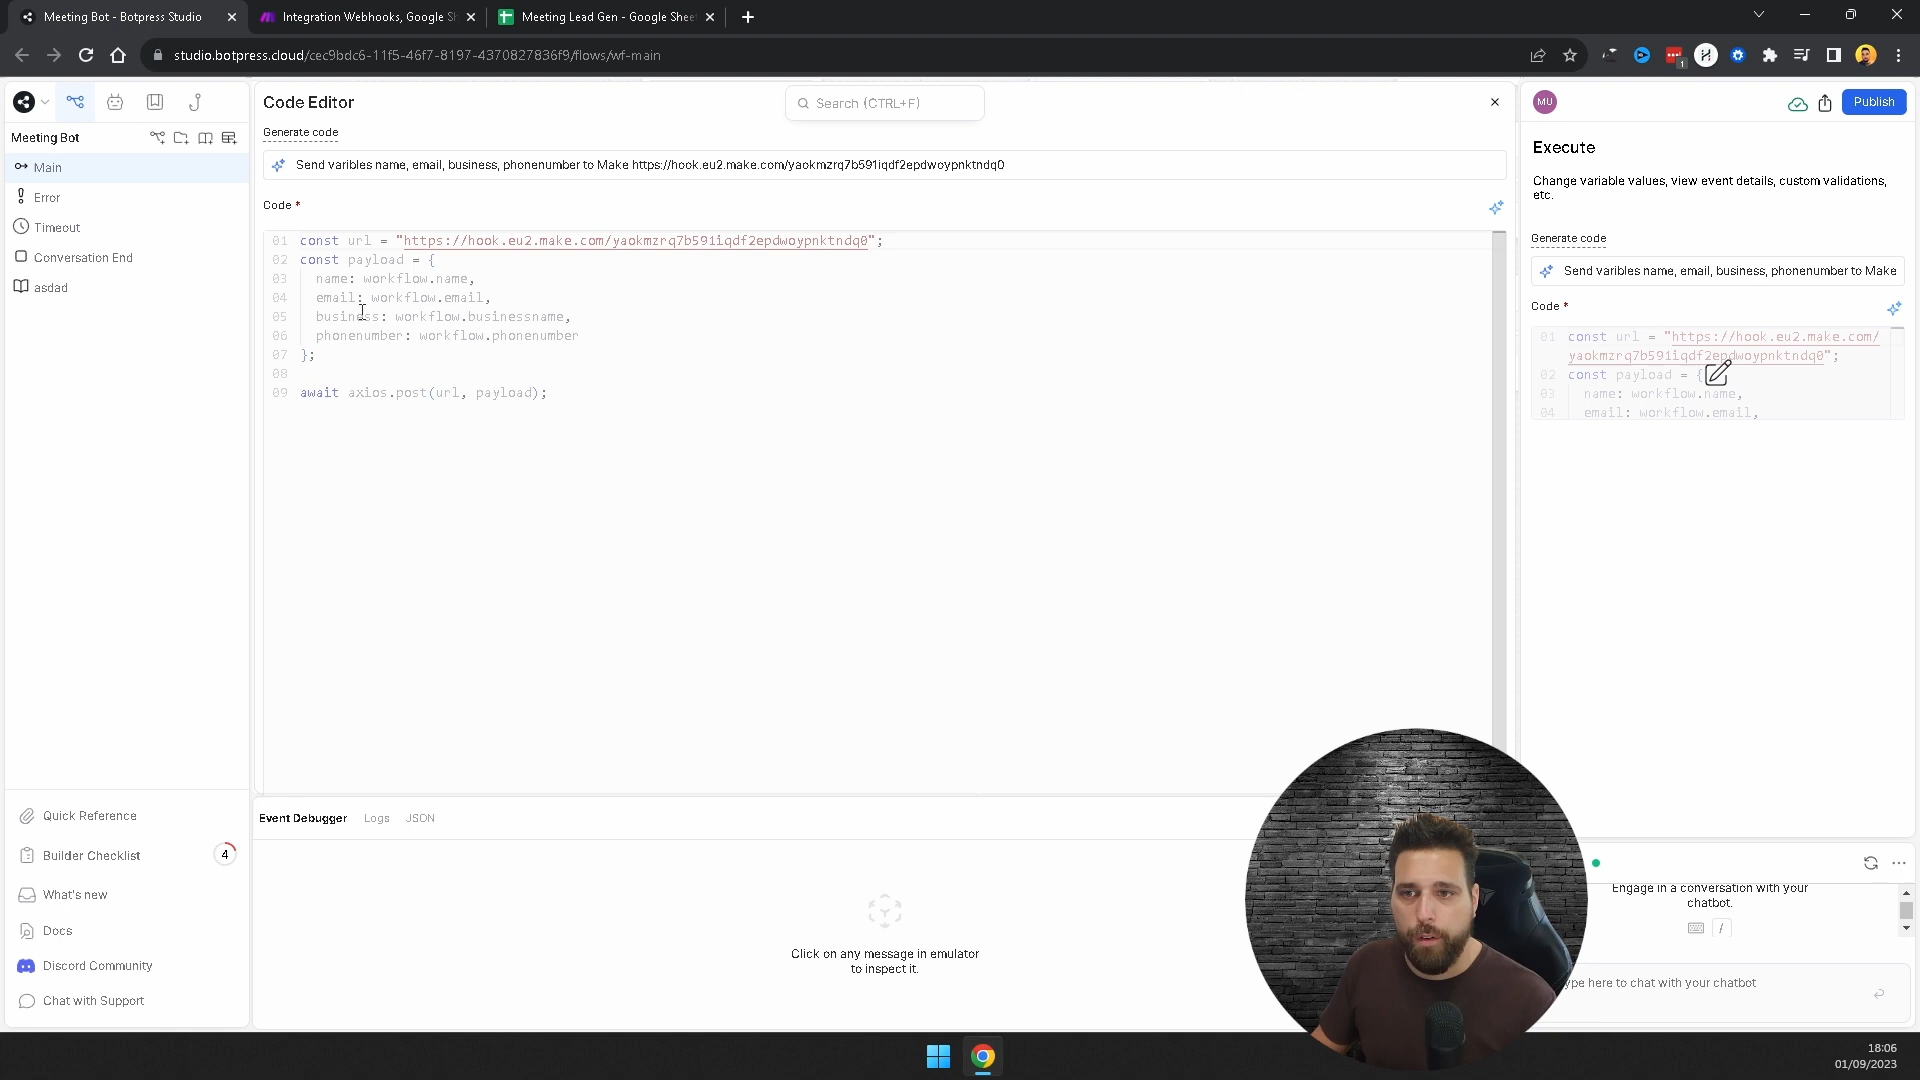 Meeting Bot - Botpress Studio
Integration Webhooks, Google Sh
Meeting Lead Gen - Google Sheet
studio.botpress.cloud/cec9bdc6-11f5-46f7-8197-4370827836f9/flows/wf-main
1
Meeting Bot
Main
Error
Timeout
Conversation End
asdad
Quick Reference
Builder Checklist
4
What's new
Docs
Discord Community
Chat with Support
Code Editor
Search (CTRL+F)
Generate code
Send varibles name, email, business, phonenumber to Make https://hook.eu2.make.com/yaokmzrq7b591iqdf2epdwoypnktndq0
Code *
01 const url = "https://hook.eu2.make.com/yaokmzrq7b591iqdf2epdwoypnktndq0";
02 const payload = {
03 name: workflow.name,
04 email: workflow.email,
05 business: workflow.businessname,
06 phonenumber: workflow.phonenumber
07 };
08
09 await axios.post(url, payload);
Event Debugger
Logs
JSON
Click on any message in emulator
to inspect it.
MU
Publish
Execute
Change variable values, view event details, custom validations,
etc.
Generate code
Send varibles name, email, business, phonenumber to Make
Code *
01 const url = "https://hook.eu2.make.com/
yaokmzrq7b591iqdf2epdwoypnktndq0";
02 const payload = {
03 name: workflow.name,
04 email: workflow.email,
Engage in a conversation with your
chatbot.
/
ype here to chat with your chatbot
18:06
01/09/2023